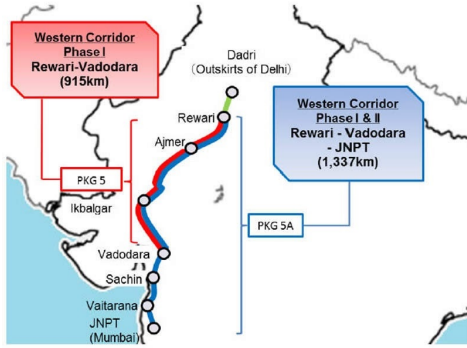 Western Corridor
Phase I
Rewari-Vadodara
(915km)
Dadri
(Outskirts of Delhi)
Rewari
Ajmer
Western Corridor
Phase I & II
Rewari - Vadodara
- JNPT
(1,337km)
PKG 5
Ikbalgar
PKG 5A
Vadodara
Sachin
Vaitarana
JNPT
(Mumbai)